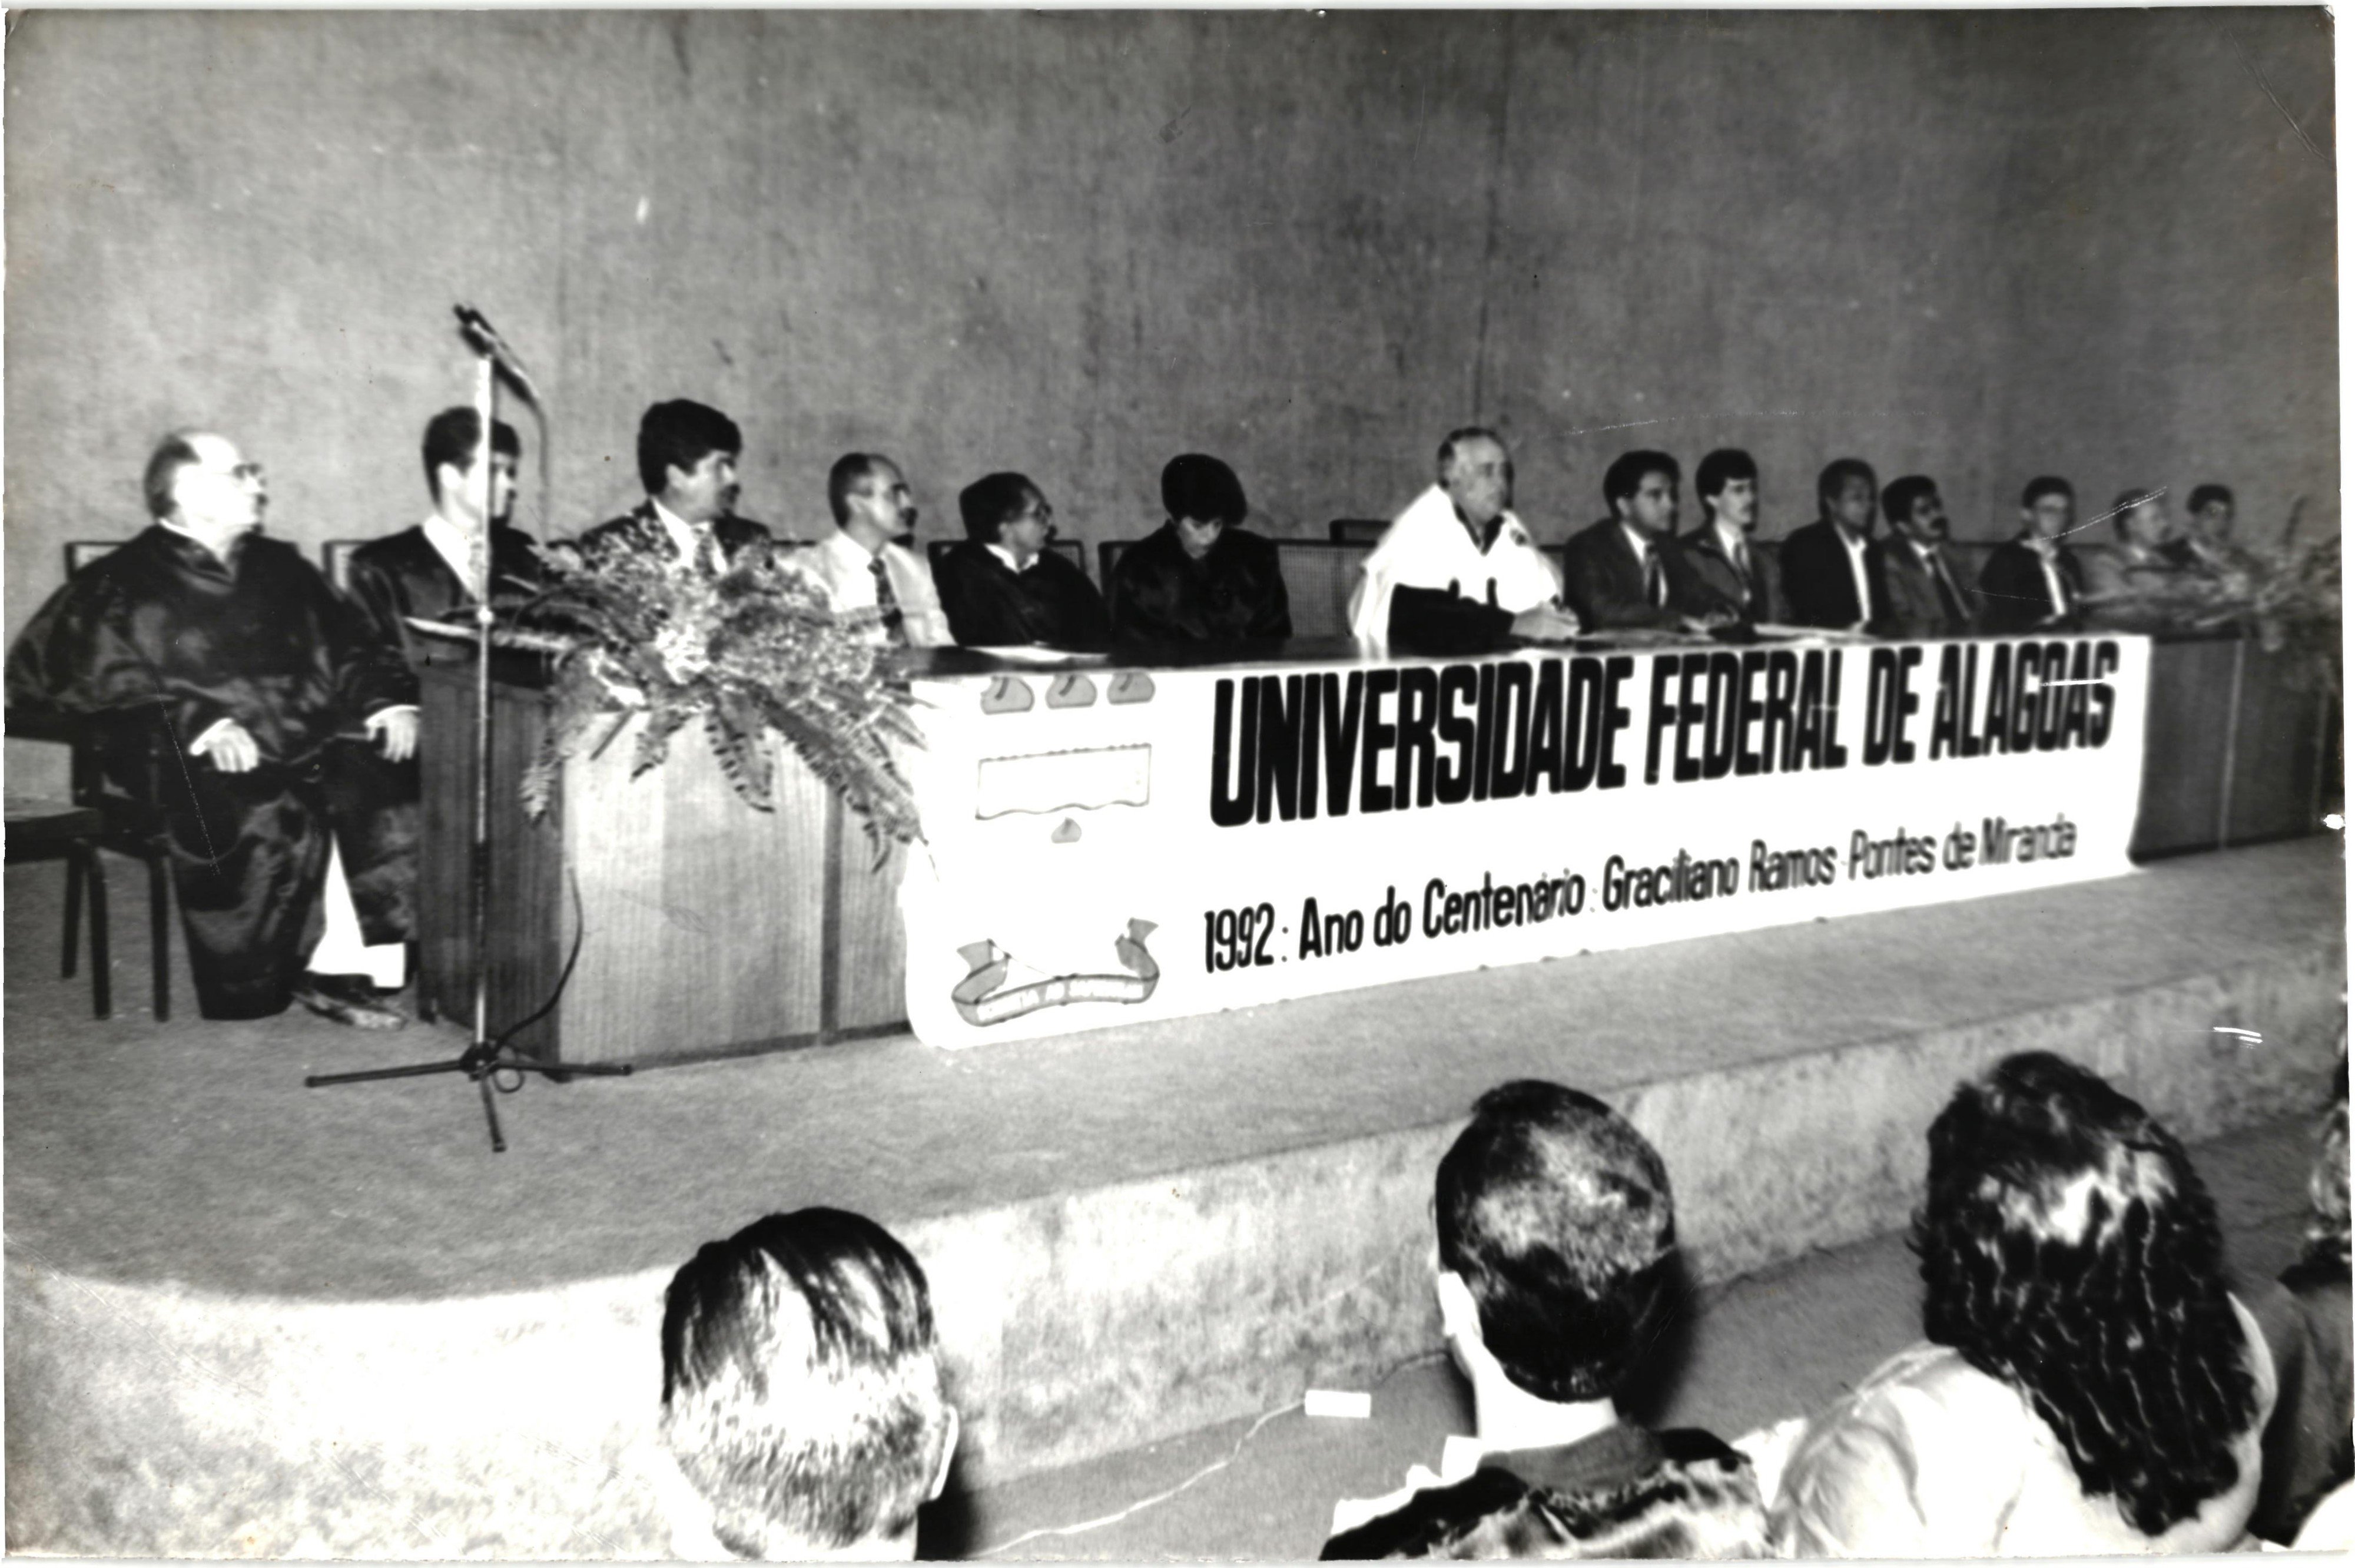 UNIVERSIDADE FEDERAL DE ALAGOAS
1992: Ano do Centenário: Graciliano Ramos Pontes de Miranda